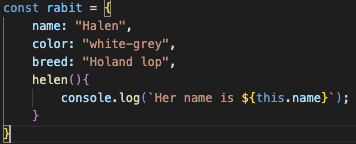 const rabit = {
name: "Halen",
color: "white-grey",
breed: "Holand lop",
helen(){
console.log(`Her name is ${this.name}`);
}
}